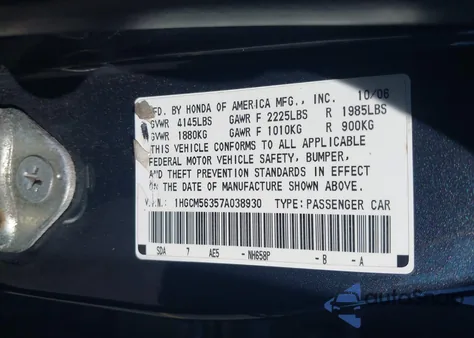 MFD. BY HONDA OF AMERICA MFG., INC. 10/06
GVWR 4145LBS GAWR F 2225LBS R 1985LBS
GVWR 1880KG GAWR F 1010KG R 900KG
THIS VEHICLE CONFORMS TO ALL APPLICABLE
FEDERAL MOTOR VEHICLE SAFETY, BUMPER,
AND THEFT PREVENTION STANDARDS IN EFFECT
ON THE DATE OF MANUFACTURE SHOWN ABOVE.
V.I.N.: 1HGCM56357A038930 TYPE: PASSENGER CAR
SDA 7 AE5 - NH658P - B - A